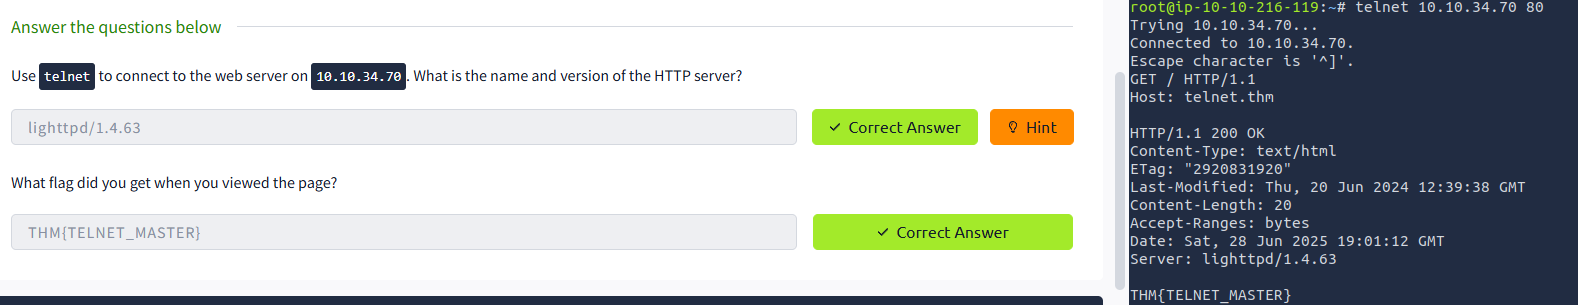 Answer the questions below
Use telnet to connect to the web server on 10.10.34.70. What is the name and version of the HTTP server?
lighttpd/1.4.63
✓ Correct Answer
Hint
What flag did you get when you viewed the page?
THM{TELNET_MASTER}
✓ Correct Answer
root@ip-10-10-216-119:~# telnet 10.10.34.70 80
Trying 10.10.34.70...
Connected to 10.10.34.70.
Escape character is '^]'.
GET / HTTP/1.1
Host: telnet.thm

HTTP/1.1 200 OK
Content-Type: text/html
ETag: "2920831920"
Last-Modified: Thu, 20 Jun 2024 12:39:38 GMT
Content-Length: 20
Accept-Ranges: bytes
Date: Sat, 28 Jun 2025 19:01:12 GMT
Server: lighttpd/1.4.63

THM{TELNET_MASTER}